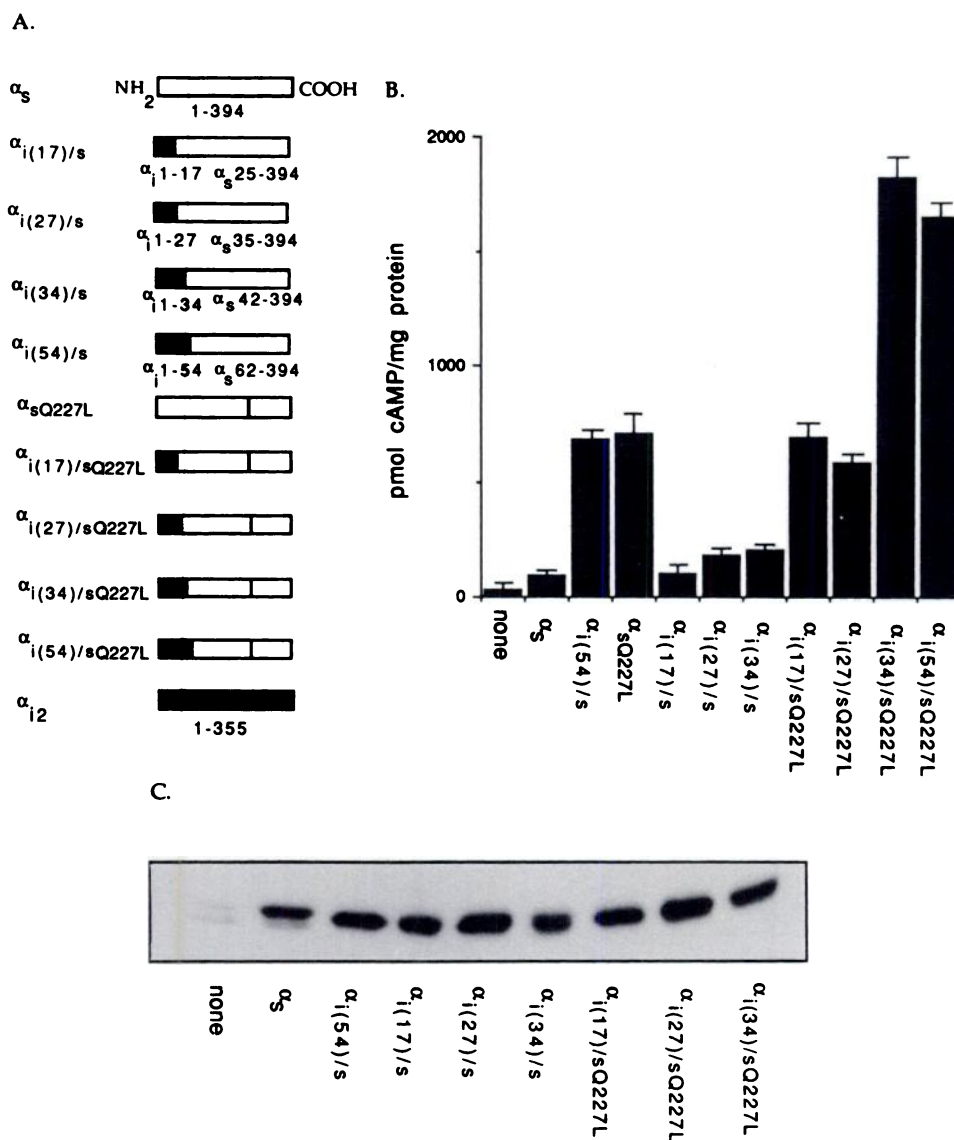 A.
αs NH2 COOH
1-394
αi(17)/s
αi 1-17 αs 25-394
αi(27)/s
αi 1-27 αs 35-394
αi(34)/s
αi 1-34 αs 42-394
αi(54)/s
αi 1-54 αs 62-394
αsQ227L
αi(17)/sQ227L
αi(27)/sQ227L
αi(34)/sQ227L
αi(54)/sQ227L
αi2
1-355
B.
pmol cAMP/mg protein
2000
1000
0
none
αs
αi(54)/s
αsQ227L
αi(17)/s
αi(27)/s
αi(34)/s
αi(17)/sQ227L
αi(27)/sQ227L
αi(34)/sQ227L
αi(54)/sQ227L
C.
none
αs
αi(54)/s
αi(17)/s
αi(27)/s
αi(34)/s
αi(17)/sQ227L
αi(27)/sQ227L
αi(34)/sQ227L